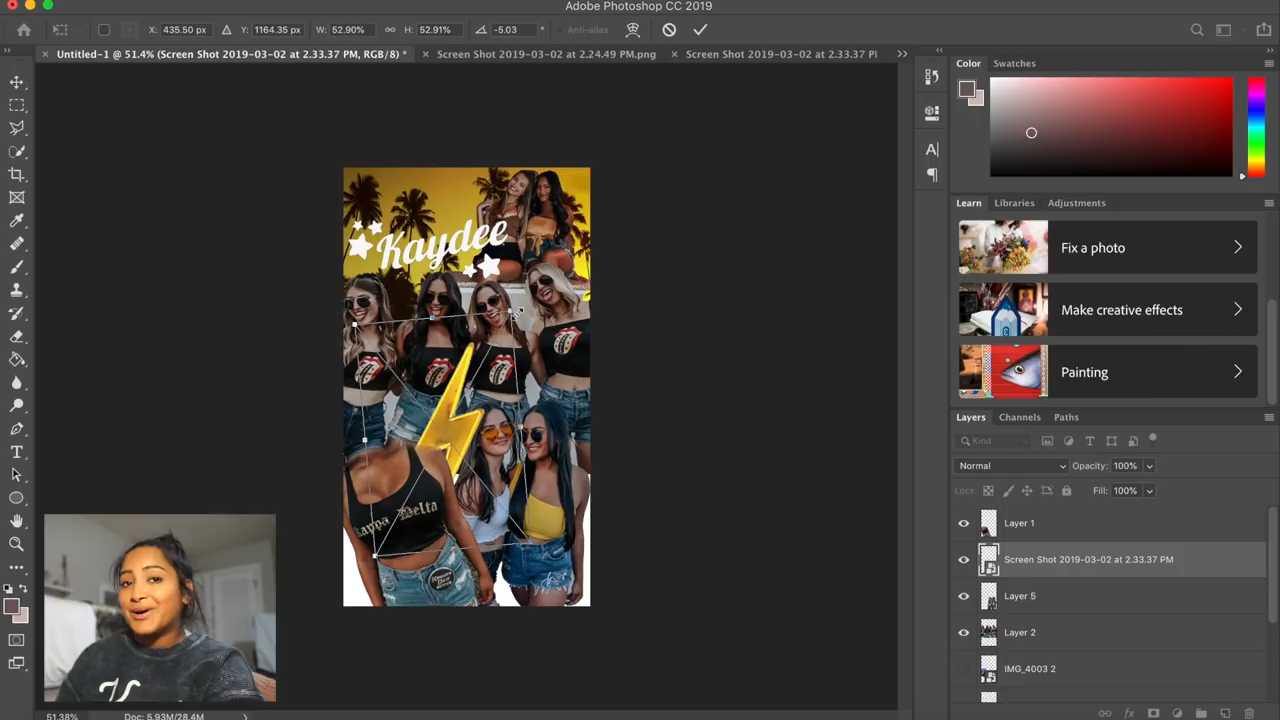 Adobe Photoshop CC 2019
X: 435.50 px Y: 1164.35 px W: 52.90% H: 52.91% -5.03 ° Anti-alias
Untitled-1 @ 51.4% (Screen Shot 2019-03-02 at 2.33.37 PM, RGB/8) * Screen Shot 2019-03-02 at 2.24.49 PM.png Screen Shot 2019-03-02 at 2.33.37 PI
Color Swatches
Learn Libraries Adjustments
Fix a photo
Make creative effects
Painting
Kaydee
Kappa Delta
Layers Channels Paths
Kind
Normal Opacity: 100%
Lock: Fill: 100%
Layer 1
Screen Shot 2019-03-02 at 2.33.37 PM
Layer 5
Layer 2
IMG_4003 2
51.38% Doc: 5.93M/28.4M